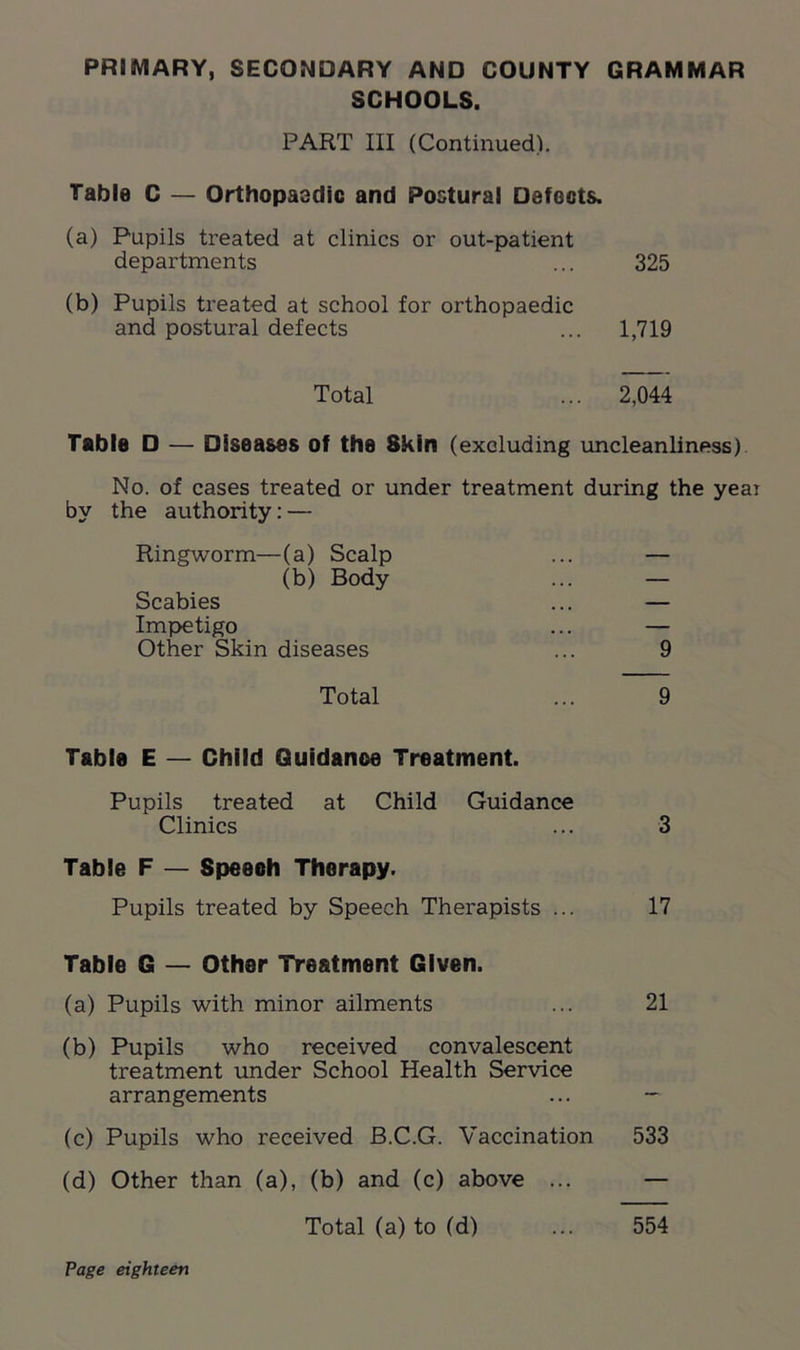 PRIMARY, SECONDARY AND COUNTY GRAMMAR
SCHOOLS.
PART III (Continued).
Table C — Orthopaedic and Postural Defects.
(a) Pupils treated at clinics or out-patient
departments ... 325
(b) Pupils treated at school for orthopaedic
and postural defects ... 1,719
Total ... 2,044
Table D — Diseases of the Skin (excluding uncleanliness)
No. of cases treated or under treatment during the year
by the authority: —
Ringworm—(a) Scalp ... —
(b) Body ... —
Scabies ... —
Impetigo ... —
Other Skin diseases ... 9
Total ... 9
Table E — Child Guidance Treatment.
Pupils treated at Child Guidance
Clinics ... 3
Table F — Speech Therapy.
Pupils treated by Speech Therapists ... 17
Table G — Other Treatment Given.
(a) Pupils with minor ailments ... 21
(b) Pupils who received convalescent
treatment under School Health Service
arrangements ... —
(c) Pupils who received B.C.G. Vaccination 533
(d) Other than (a), (b) and (c) above ... —
Total (a) to (d) ... 554
Page eighteen